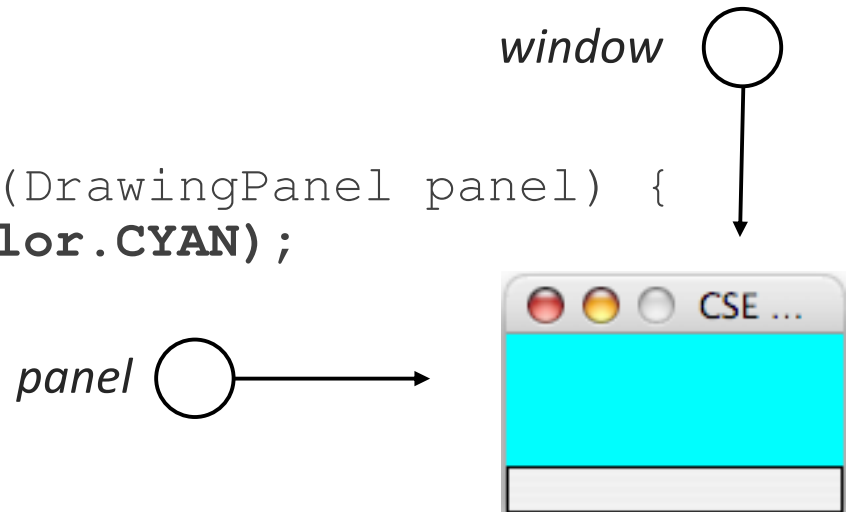 window
(DrawingPanel panel) {
lor.CYAN);
CSE ...
panel